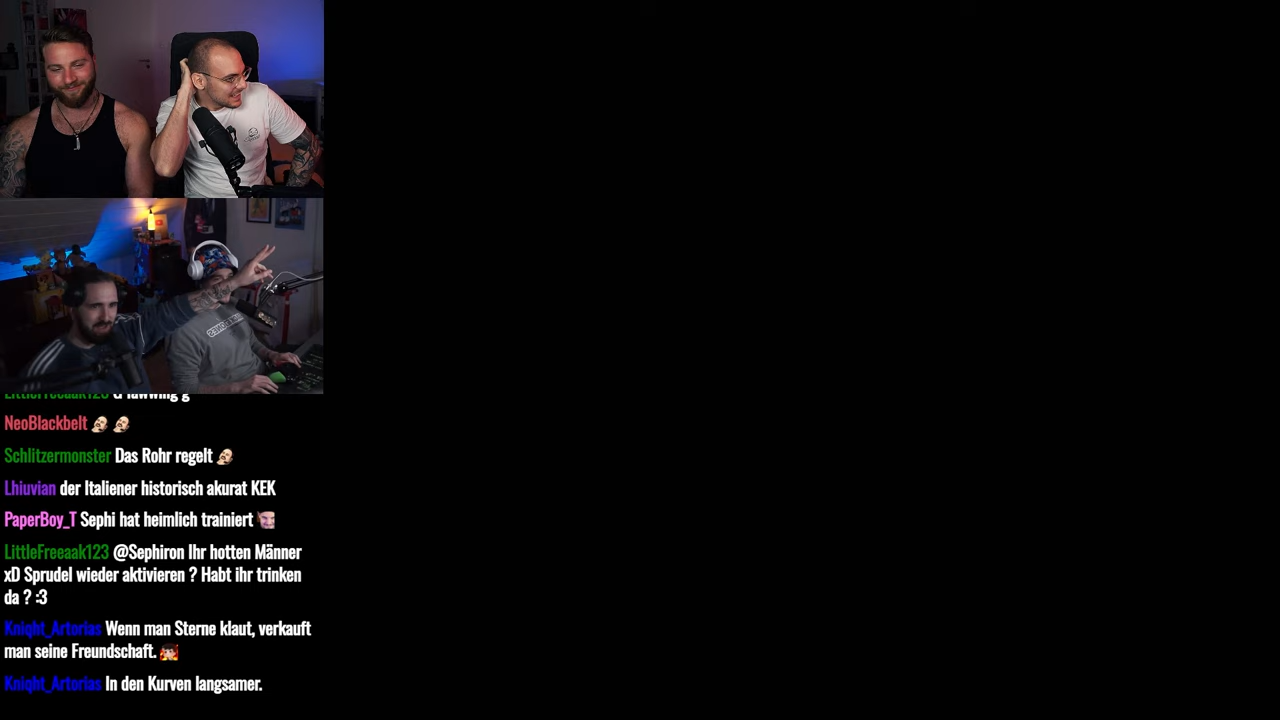 NeoBlackbelt
Schlitzermonster Das Rohr regelt
Lhiuvian der Italiener historisch akurat KEK
PaperBoy_T Sephi hat heimlich trainiert
LittleFreeaak123 @Sephiron Ihr hotten Männer
xD Sprudel wieder aktivieren ? Habt ihr trinken
da ? :3
Knight_Artorias Wenn man Sterne klaut, verkauft
man seine Freundschaft.
Knight_Artorias In den Kurven langsamer.